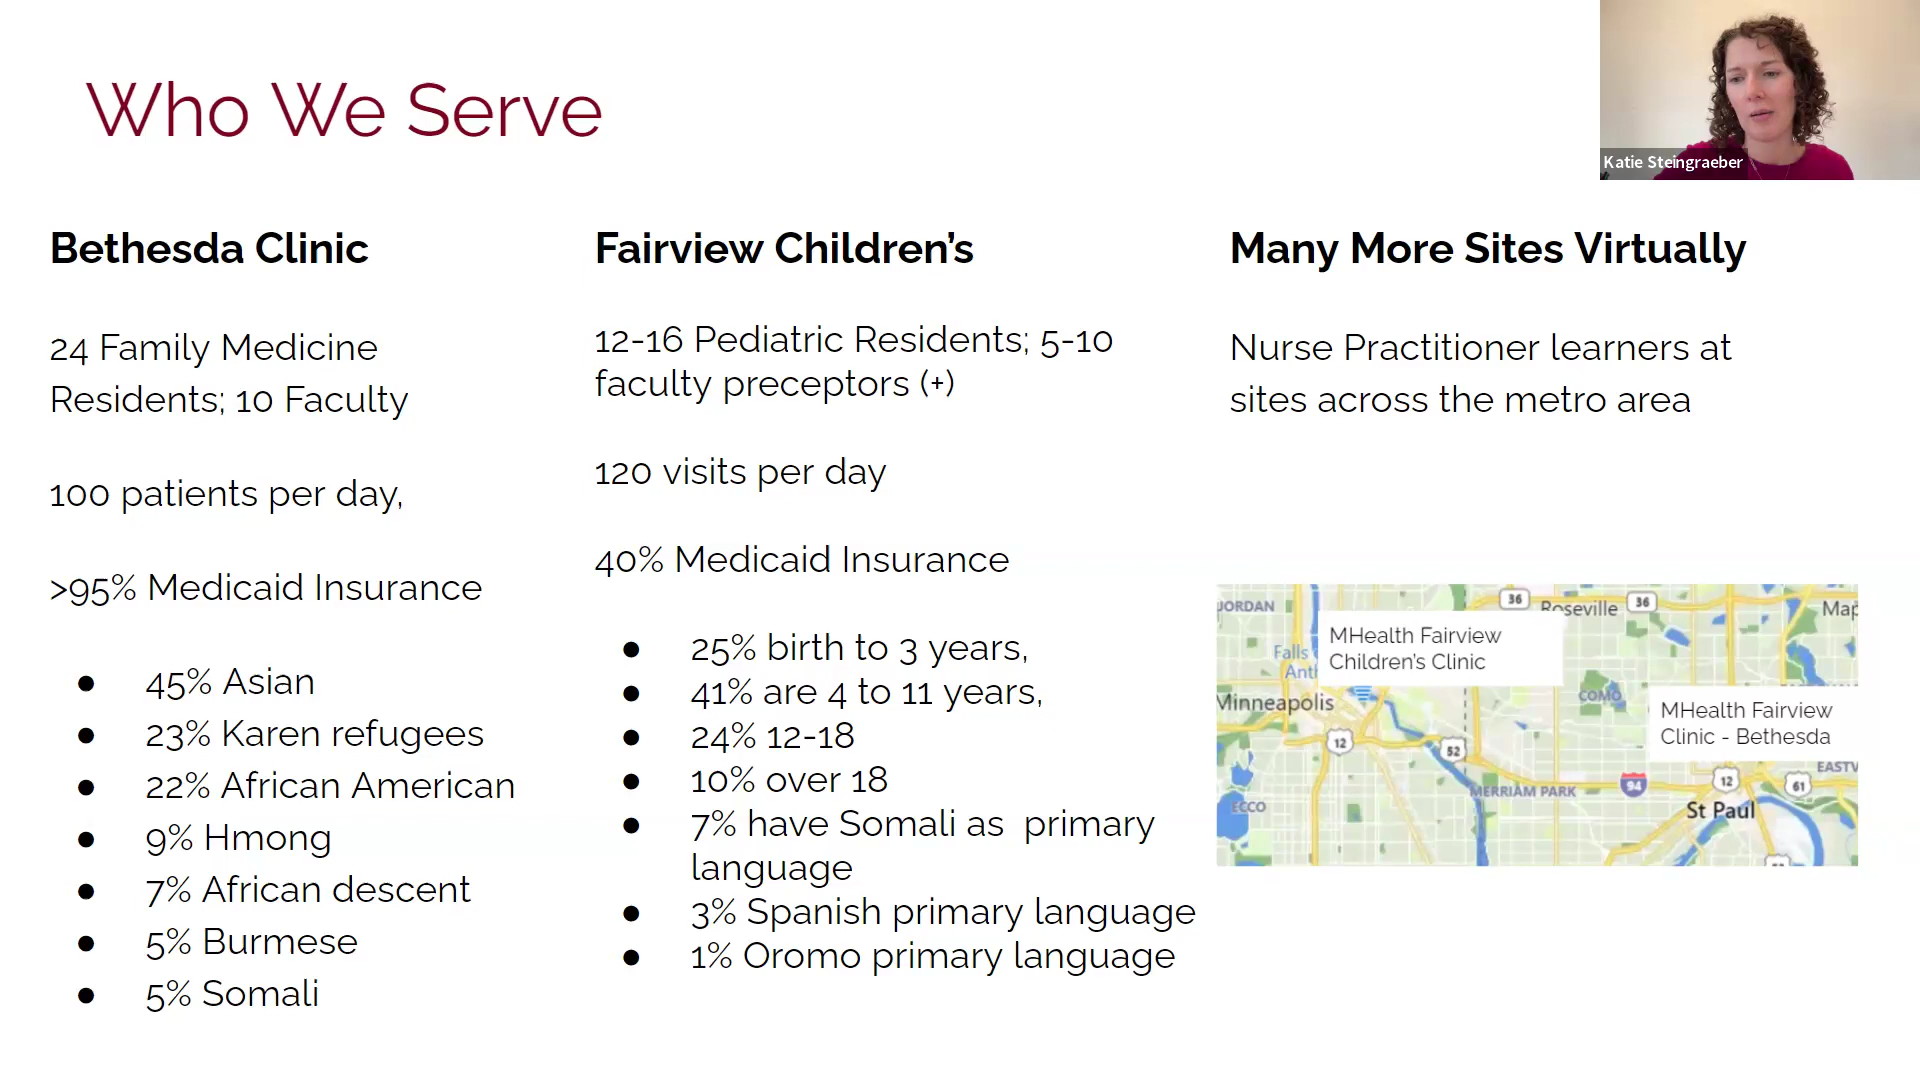 Who We Serve
Katie Steingraeber
Bethesda Clinic
24 Family Medicine
Residents; 10 Faculty
100 patients per day,
>95% Medicaid Insurance
● 45% Asian
● 23% Karen refugees
● 22% African American
● 9% Hmong
● 7% African descent
● 5% Burmese
● 5% Somali
Fairview Children's
12-16 Pediatric Residents; 5-10
faculty preceptors (+)
120 visits per day
40% Medicaid Insurance
● 25% birth to 3 years,
● 41% are 4 to 11 years,
● 24% 12-18
● 10% over 18
● 7% have Somali as  primary
language
● 3% Spanish primary language
● 1% Oromo primary language
Many More Sites Virtually
Nurse Practitioner learners at
sites across the metro area
JORDAN
36
Roseville
36
Map
MHealth Fairview
Children's Clinic
Falls
Anth
Minneapolis
COMO
MHealth Fairview
Clinic - Bethesda
12
52
EASTV
MERRIAM PARK
94
12
61
ECCO
St Paul